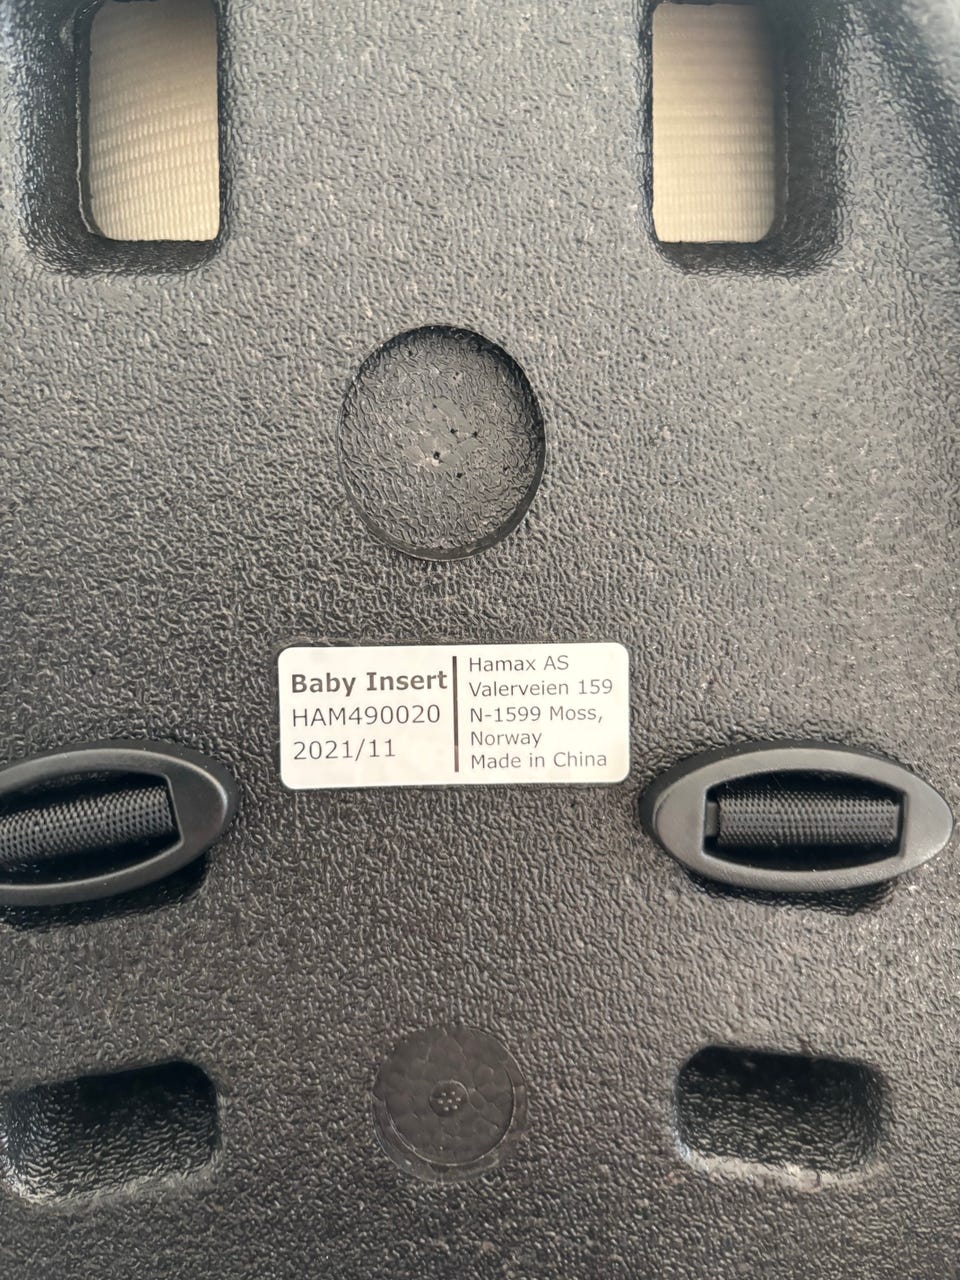 Baby Insert
HAM490020
2021/11
Hamax AS
Valerveien 159
N-1599 Moss,
Norway
Made in China